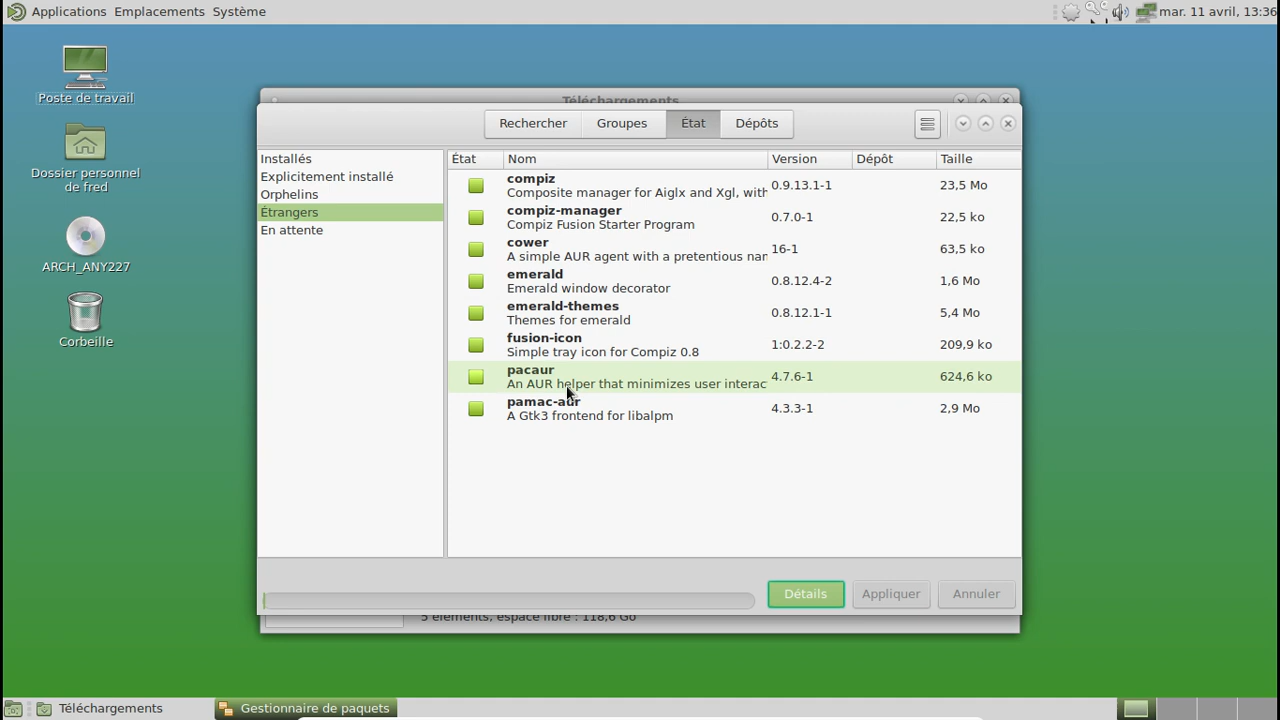 Applications Emplacements Système
mar. 11 avril, 13:36
Poste de travail
Dossier personnel
de fred
ARCH_ANY227
Corbeille
Téléchargements
Rechercher Groupes État Dépôts
Installés
Explicitement installé
Orphelins
Étrangers
En attente
État Nom Version Dépôt Taille
compiz
Composite manager for Aiglx and Xgl, with
0.9.13.1-1 23,5 Mo
compiz-manager
Compiz Fusion Starter Program
0.7.0-1 22,5 ko
cower
A simple AUR agent with a pretentious nan
16-1 63,5 ko
emerald
Emerald window decorator
0.8.12.4-2 1,6 Mo
emerald-themes
Themes for emerald
0.8.12.1-1 5,4 Mo
fusion-icon
Simple tray icon for Compiz 0.8
1:0.2.2-2 209,9 ko
pacaur
An AUR helper that minimizes user interac
4.7.6-1 624,6 ko
pamac-aur
A Gtk3 frontend for libalpm
4.3.3-1 2,9 Mo
Détails Appliquer Annuler
5 éléments, espace libre : 118,6 Go
Téléchargements
Gestionnaire de paquets